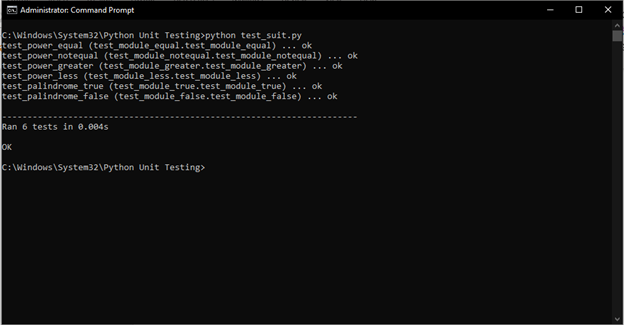 Administrator: Command Prompt
C:\Windows\System32\Python Unit Testing>python test_suit.py
test_power_equal (test_module_equal.test_module_equal) ... ok
test_power_notequal (test_module_notequal.test_module_notequal) ... ok
test_power_greater (test_module_greater.test_module_greater) ... ok
test_power_less (test_module_less.test_module_less) ... ok
test_palindrome_true (test_module_true.test_module_true) ... ok
test_palindrome_false (test_module_false.test_module_false) ... ok
----------------------------------------------------------------------
Ran 6 tests in 0.004s
OK
C:\Windows\System32\Python Unit Testing>